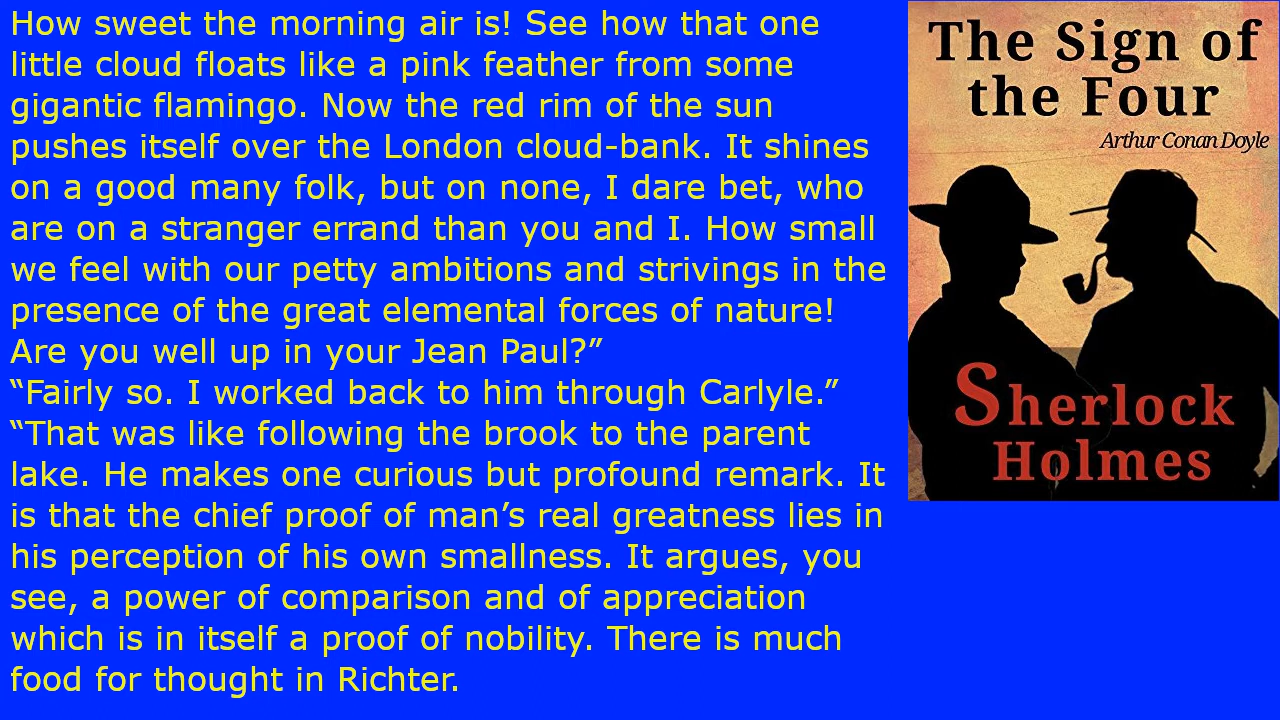 How sweet the morning air is! See how that one
little cloud floats like a pink feather from some
gigantic flamingo. Now the red rim of the sun
pushes itself over the London cloud-bank. It shines
on a good many folk, but on none, I dare bet, who
are on a stranger errand than you and I. How small
we feel with our petty ambitions and strivings in the
presence of the great elemental forces of nature!
Are you well up in your Jean Paul?”
“Fairly so. I worked back to him through Carlyle.”
“That was like following the brook to the parent
lake. He makes one curious but profound remark. It
is that the chief proof of man’s real greatness lies in
his perception of his own smallness. It argues, you
see, a power of comparison and of appreciation
which is in itself a proof of nobility. There is much
food for thought in Richter.
The Sign of
the Four
Arthur Conan Doyle
Sherlock
Holmes